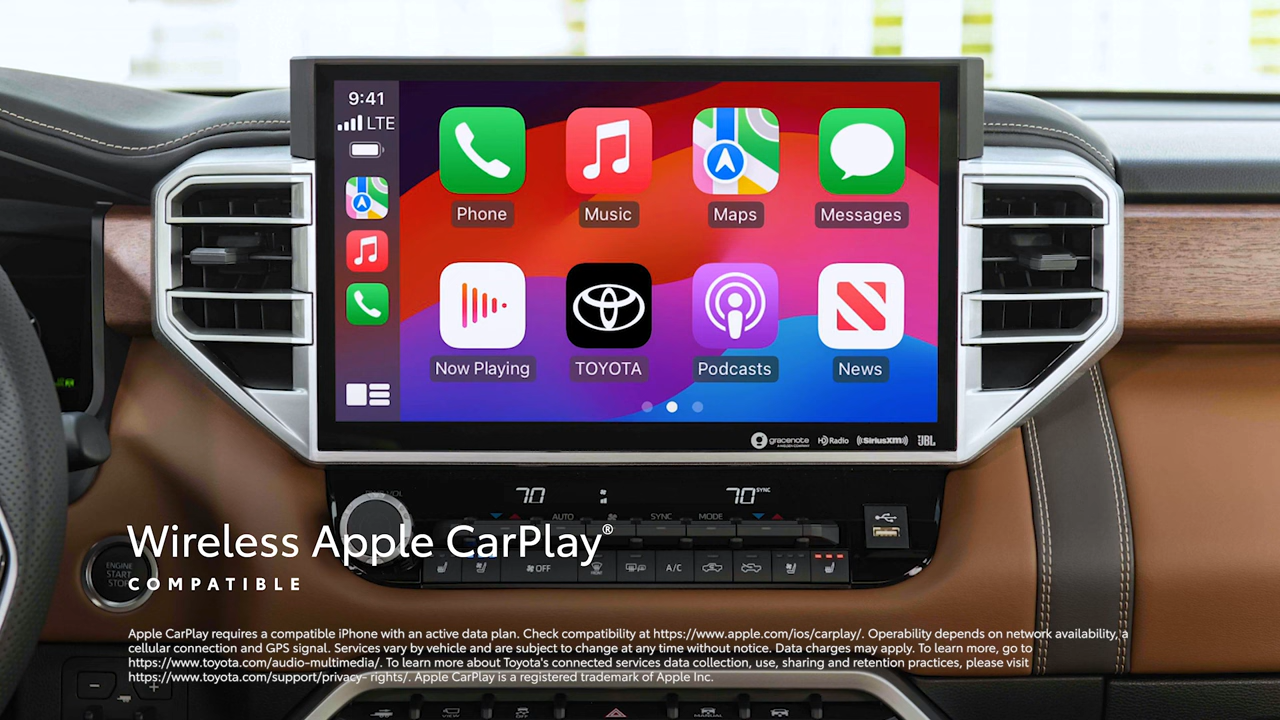 9:41
LTE
Phone
Music
Maps
Messages
Now Playing
TOYOTA
Podcasts
News
gracenote
HD Radio
SiriusXM
JBL
70
70 SYNC
AUTO
SYNC
MODE
OFF
A/C
ENGINE
START
STOP
Wireless Apple CarPlay®
COMPATIBLE
Apple CarPlay requires a compatible iPhone with an active data plan. Check compatibility at https://www.apple.com/ios/carplay/. Operability depends on network availability, a
cellular connection and GPS signal. Services vary by vehicle and are subject to change at any time without notice. Data charges may apply. To learn more, go to
https://www.toyota.com/audio-multimedia/. To learn more about Toyota's connected services data collection, use, sharing and retention practices, please visit
https://www.toyota.com/support/privacy- rights/. Apple CarPlay is a registered trademark of Apple Inc.